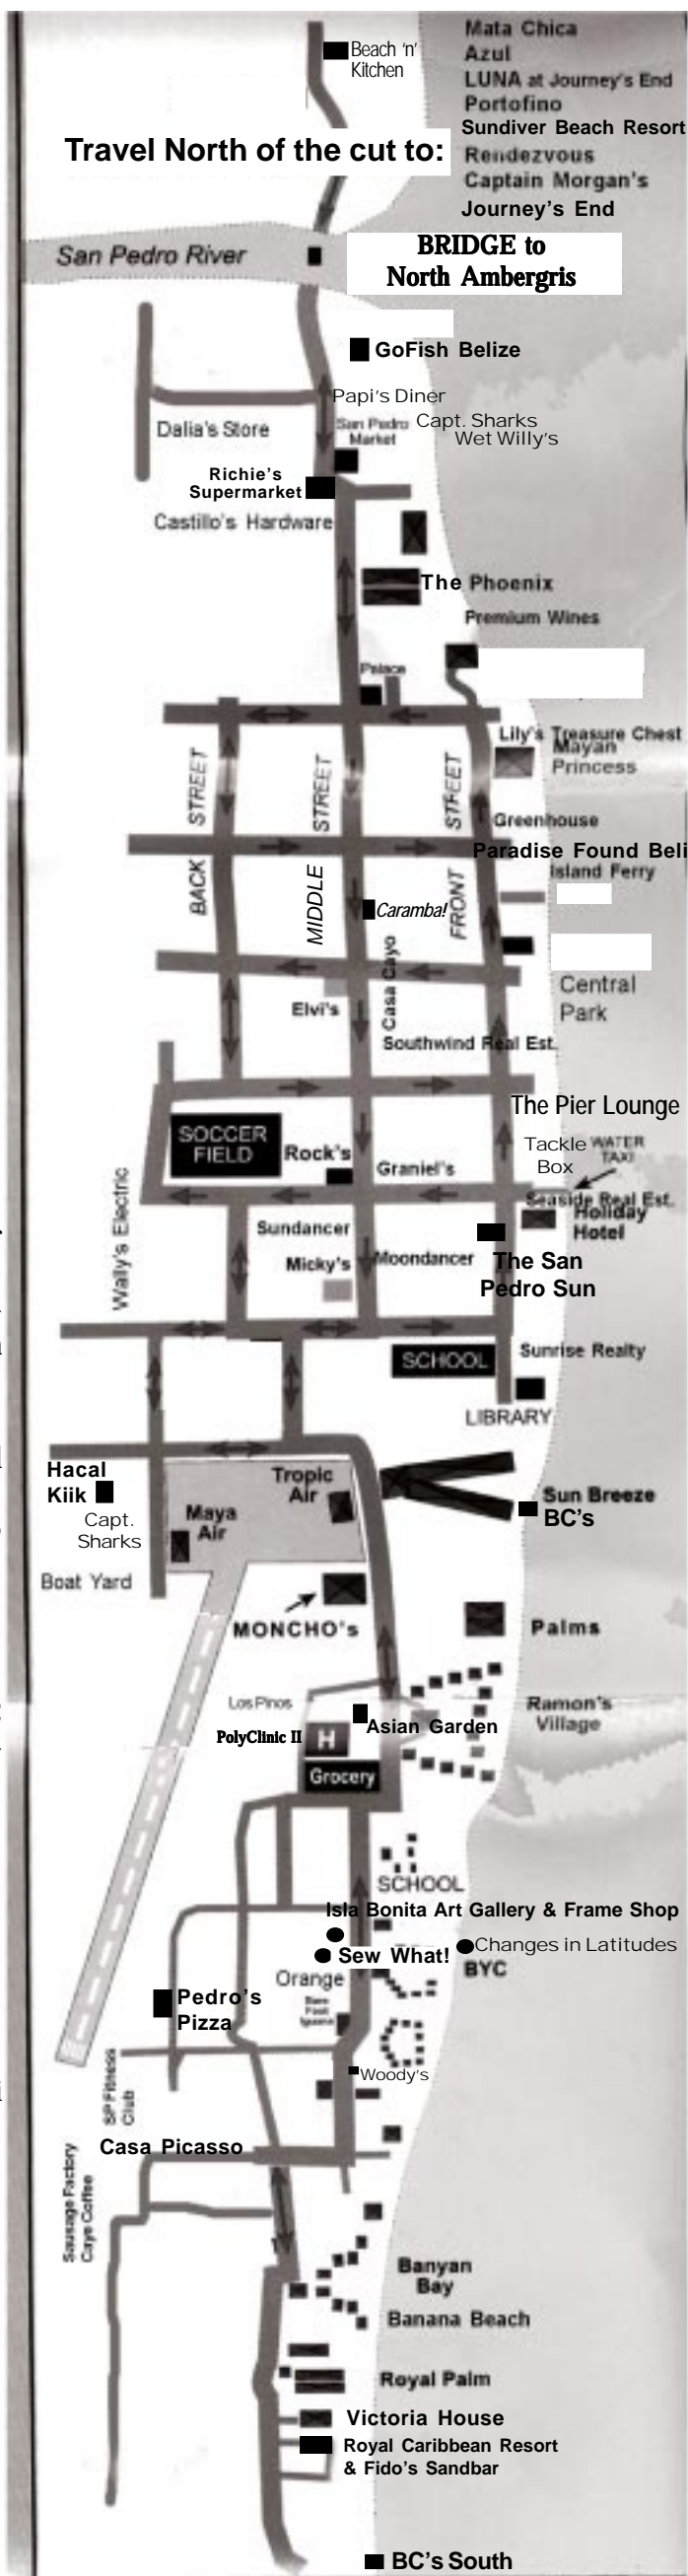 Beach 'n'
Kitchen
Mata Chica
Azul
LUNA at Journey's End
Portofino
Sundiver Beach Resort
Travel North of the cut to:
Rendezvous
Captain Morgan's
Journey's End
San Pedro River
BRIDGE to
North Ambergris
GoFish Belize
Papi's Diner
Dalia's Store
San Pedro
Market
Capt. Sharks
Wet Willy's
Richie's
Supermarket
Castillo's Hardware
The Phoenix
Premium Wines
Palace
Lily's Treasure Chest
Mayan
Princess
BACK STREET
MIDDLE STREET
FRONT STREET
Greenhouse
Paradise Found Beli
Island Ferry
Caramba!
Casa Cayo
Central
Park
Elvi's
Southwind Real Est.
The Pier Lounge
SOCCER
FIELD
Rock's
Graniel's
Tackle
Box
WATER
TAXI
Wally's Electric
Seaside Real Est.
Holiday
Hotel
Sundancer
Micky's
Moondancer
The San
Pedro Sun
SCHOOL
Sunrise Realty
LIBRARY
Hacal
Kiik
Capt.
Sharks
Tropic
Air
Maya
Air
Sun Breeze
BC's
Boat Yard
MONCHO's
Palms
Los Pinos
PolyClinic II
H
Asian Garden
Ramon's
Village
Grocery
SCHOOL
Isla Bonita Art Gallery & Frame Shop
Sew What!
Changes in Latitudes
BYC
Orange
Bare
Foot
Iguana
Pedro's
Pizza
SP Fitness
Club
Woody's
Casa Picasso
Sausage Factory
Caye Coffee
Banyan
Bay
Banana Beach
Royal Palm
Victoria House
Royal Caribbean Resort
& Fido's Sandbar
BC's South